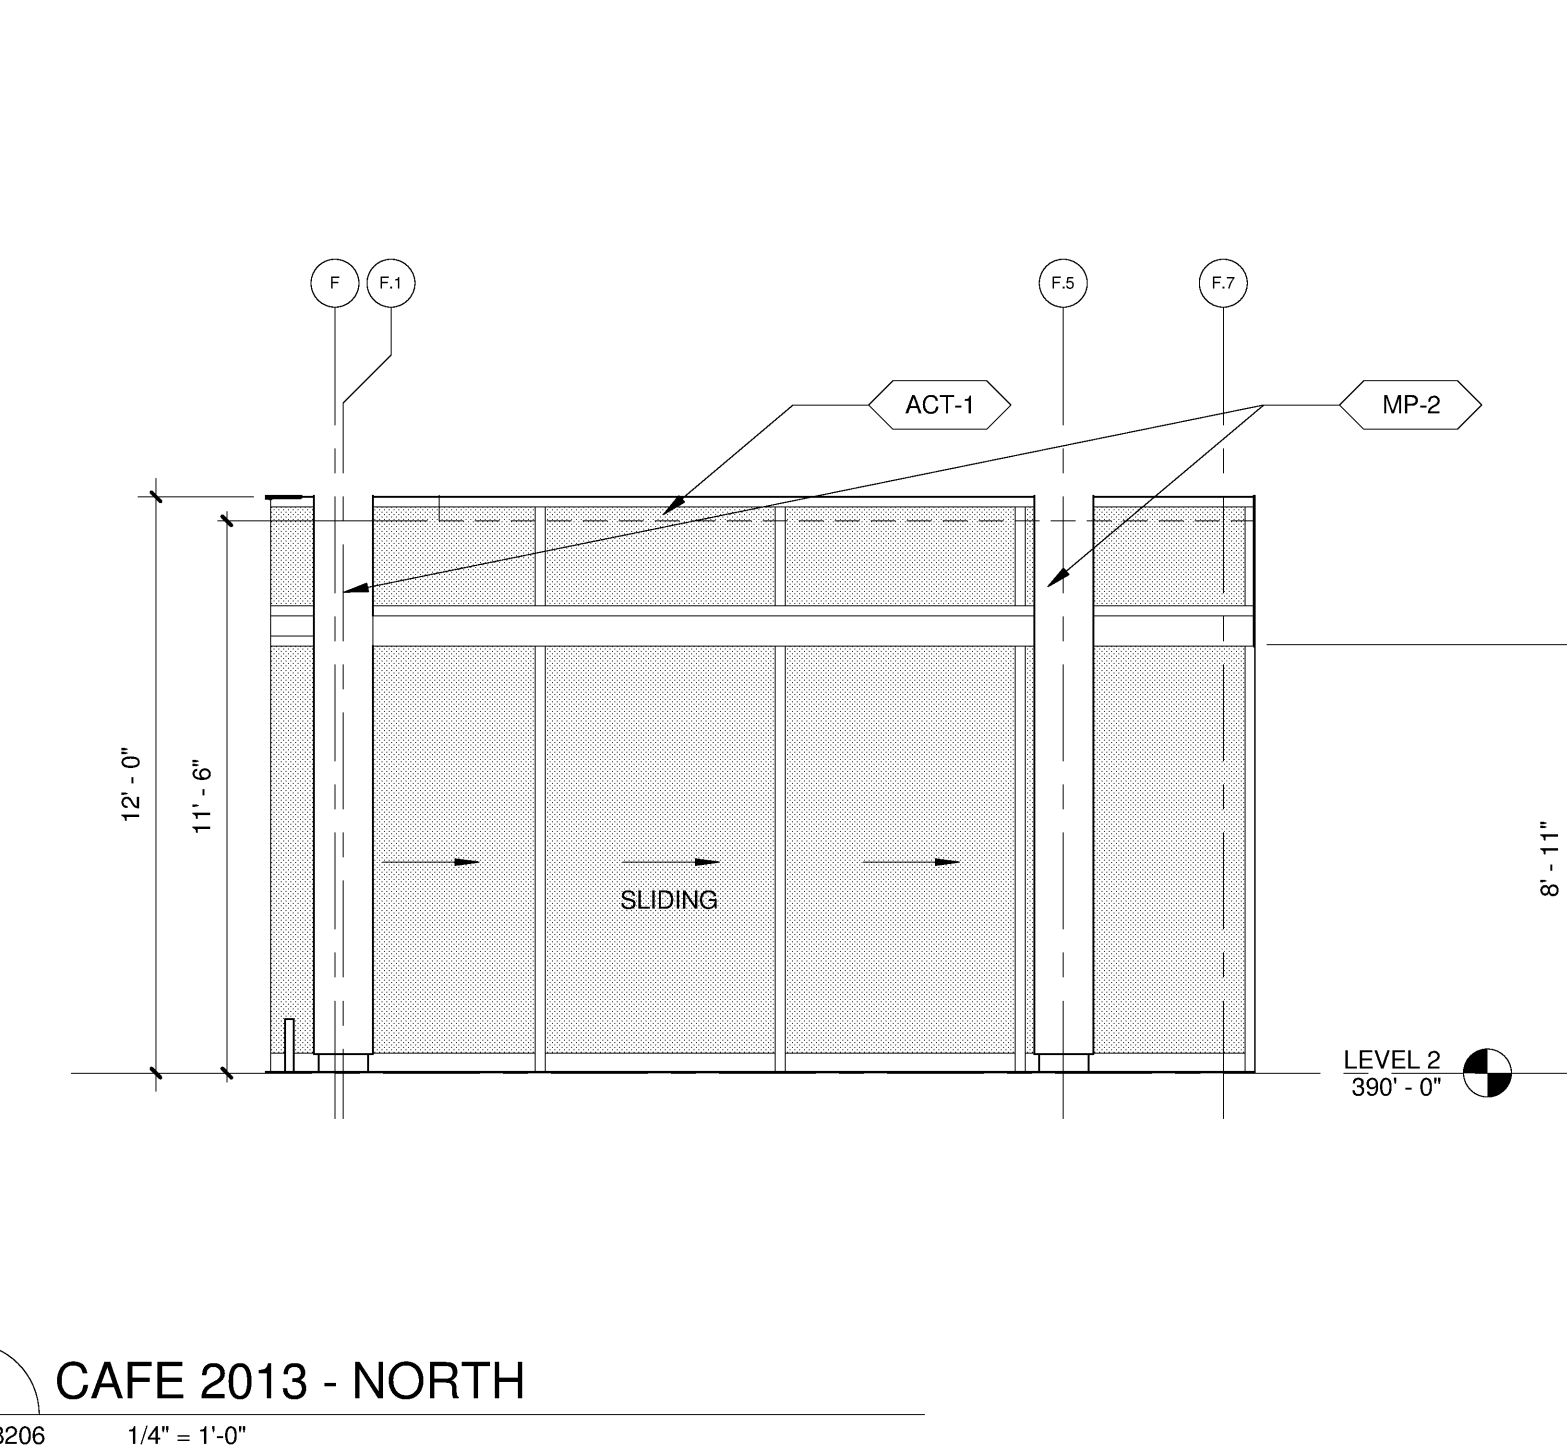 F
F.1
F.5
F.7
ACT-1
MP-2
12' - 0"
11' - 6"
8' - 11"
SLIDING
LEVEL 2
390' - 0"
CAFE 2013 - NORTH
1/4" = 1'-0"